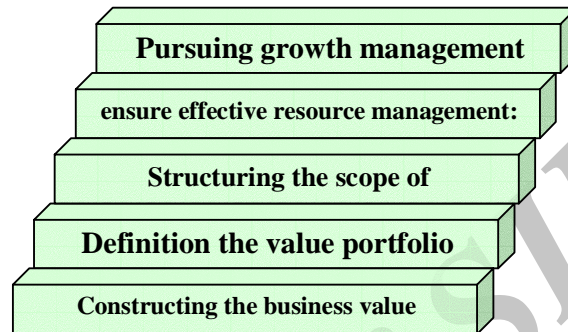 Pursuing growth management
ensure effective resource management:
Structuring the scope of
Definition the value portfolio
Constructing the business value